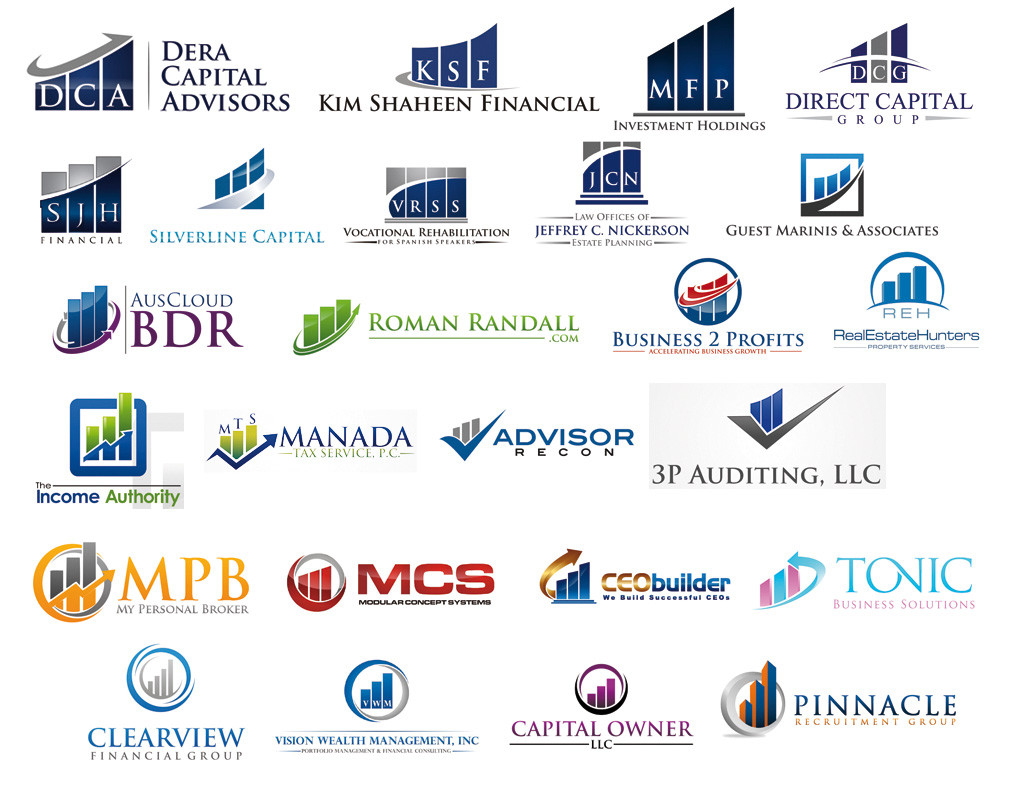 DCA
DERA
CAPITAL
ADVISORS
KSF
KIM SHAHEEN FINANCIAL
MFP
INVESTMENT HOLDINGS
DCG
DIRECT CAPITAL
GROUP
SJH
FINANCIAL
SILVERLINE CAPITAL
VRSS
VOCATIONAL REHABILITATION
FOR SPANISH SPEAKERS
JCN
LAW OFFICES OF
JEFFREY C. NICKERSON
ESTATE PLANNING
GUEST MARINIS & ASSOCIATES
AUSCLOUD
BDR
ROMAN RANDALL
.COM
BUSINESS 2 PROFITS
ACCELERATING BUSINESS GROWTH
REH
RealEstateHunters
PROPERTY SERVICES
The
Income Authority
MTS
MANADA
TAX SERVICE, P.C.
ADVISOR
RECON
3P AUDITING, LLC
MPB
MY PERSONAL BROKER
MCS
MODULAR CONCEPT SYSTEMS
CEObuilder
We Build Successful CEOs
TONIC
BUSINESS SOLUTIONS
CLEARVIEW
FINANCIAL GROUP
VWM
VISION WEALTH MANAGEMENT, INC
PORTFOLIO MANAGEMENT & FINANCIAL CONSULTING
CAPITAL OWNER
LLC
PINNACLE
RECRUITMENT GROUP